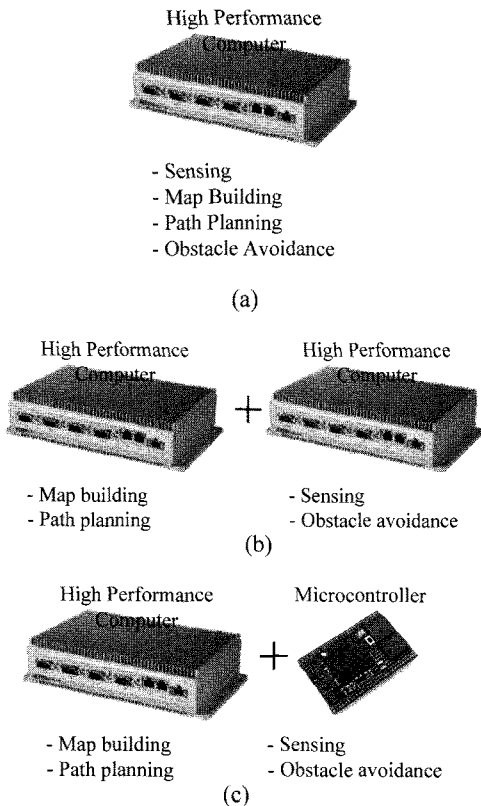 High Performance
Computer
- Sensing
- Map Building
- Path Planning
- Obstacle Avoidance
(a)
High Performance
Computer
High Performance
Computer
+
- Map building
- Path planning
- Sensing
- Obstacle avoidance
(b)
High Performance
Computer
Microcontroller
+
- Map building
- Path planning
- Sensing
- Obstacle avoidance
(c)